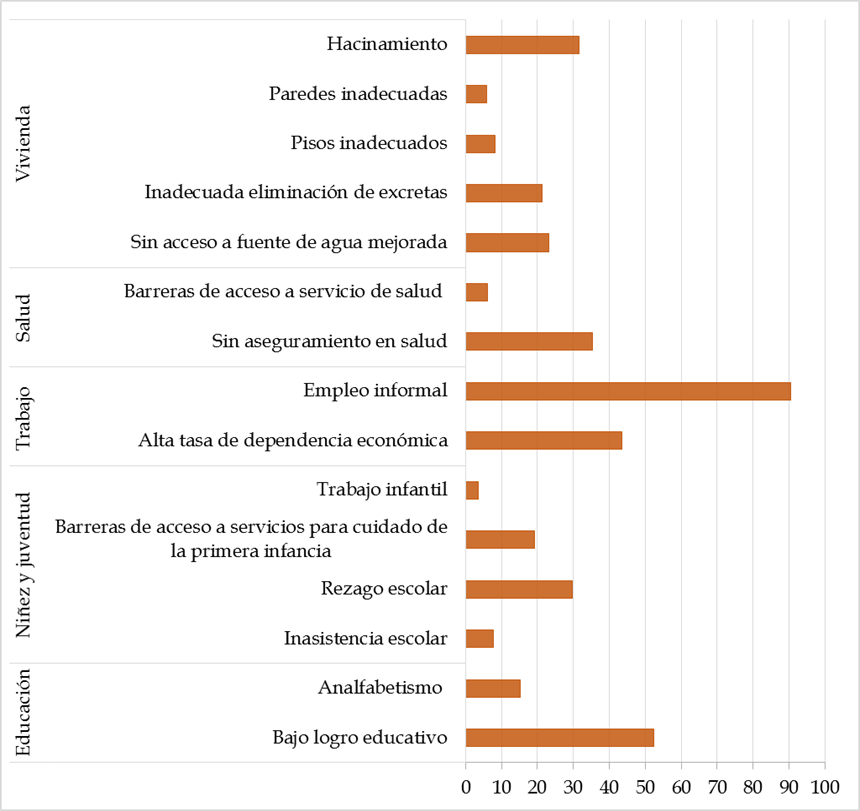 Vivienda
Hacinamiento
Paredes inadecuadas
Pisos inadecuados
Inadecuada eliminación de excretas
Sin acceso a fuente de agua mejorada
Salud
Barreras de acceso a servicio de salud
Sin aseguramiento en salud
Trabajo
Empleo informal
Alta tasa de dependencia económica
Niñez y juventud
Trabajo infantil
Barreras de acceso a servicios para cuidado de
la primera infancia
Rezago escolar
Inasistencia escolar
Educación
Analfabetismo
Bajo logro educativo
0 10 20 30 40 50 60 70 80 90 100